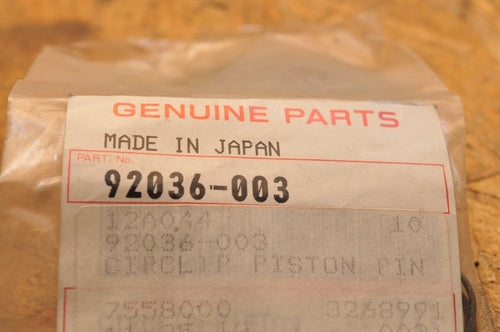 GENUINE PARTS
MADE IN JAPAN
PART. No.
92036-003
12A044 10
92036-003
CIRCLIP PISTON PIN
7558000 3268991